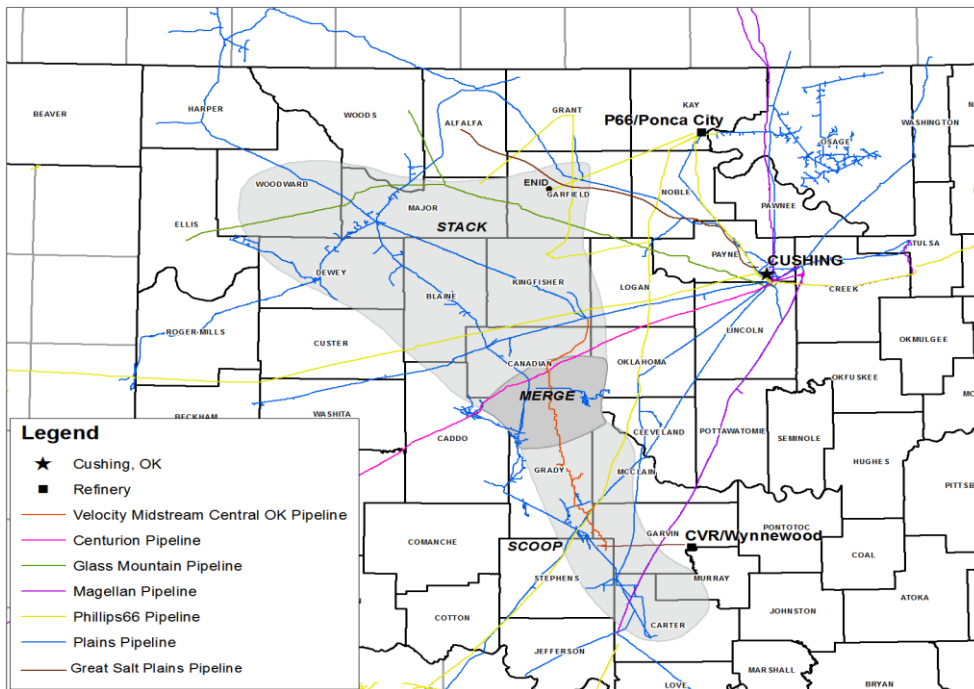 BEAVER
HARPER
WOODS
ALFALFA
GRANT
KAY
P66/Ponca City
OSAGE
WASHINGTON
WOODWARD
ENID
GARFIELD
NOBLE
PAWNEE
ELLIS
MAJOR
STACK
PAYNE
CUSHING
TULSA
DEWEY
BLAINE
KINGFISHER
LOGAN
CREEK
ROGER MILLS
CUSTER
LINCOLN
OKMULGEE
CANADIAN
OKLAHOMA
OKFUSKEE
MERGE
BECKHAM
WASHITA
CADDO
CLEVELAND
POTTAWATOMIE
SEMINOLE
HUGHES
GRADY
MCCLAIN
PITTSB
COMANCHE
SCOOP
GARVIN
CVR/Wynnewood
PONTOTOC
COAL
STEPHENS
MURRAY
ATOKA
COTTON
CARTER
JOHNSTON
JEFFERSON
LOVE
MARSHALL
BRYAN
Legend
Cushing, OK
Refinery
Velocity Midstream Central OK Pipeline
Centurion Pipeline
Glass Mountain Pipeline
Magellan Pipeline
Phillips66 Pipeline
Plains Pipeline
Great Salt Plains Pipeline